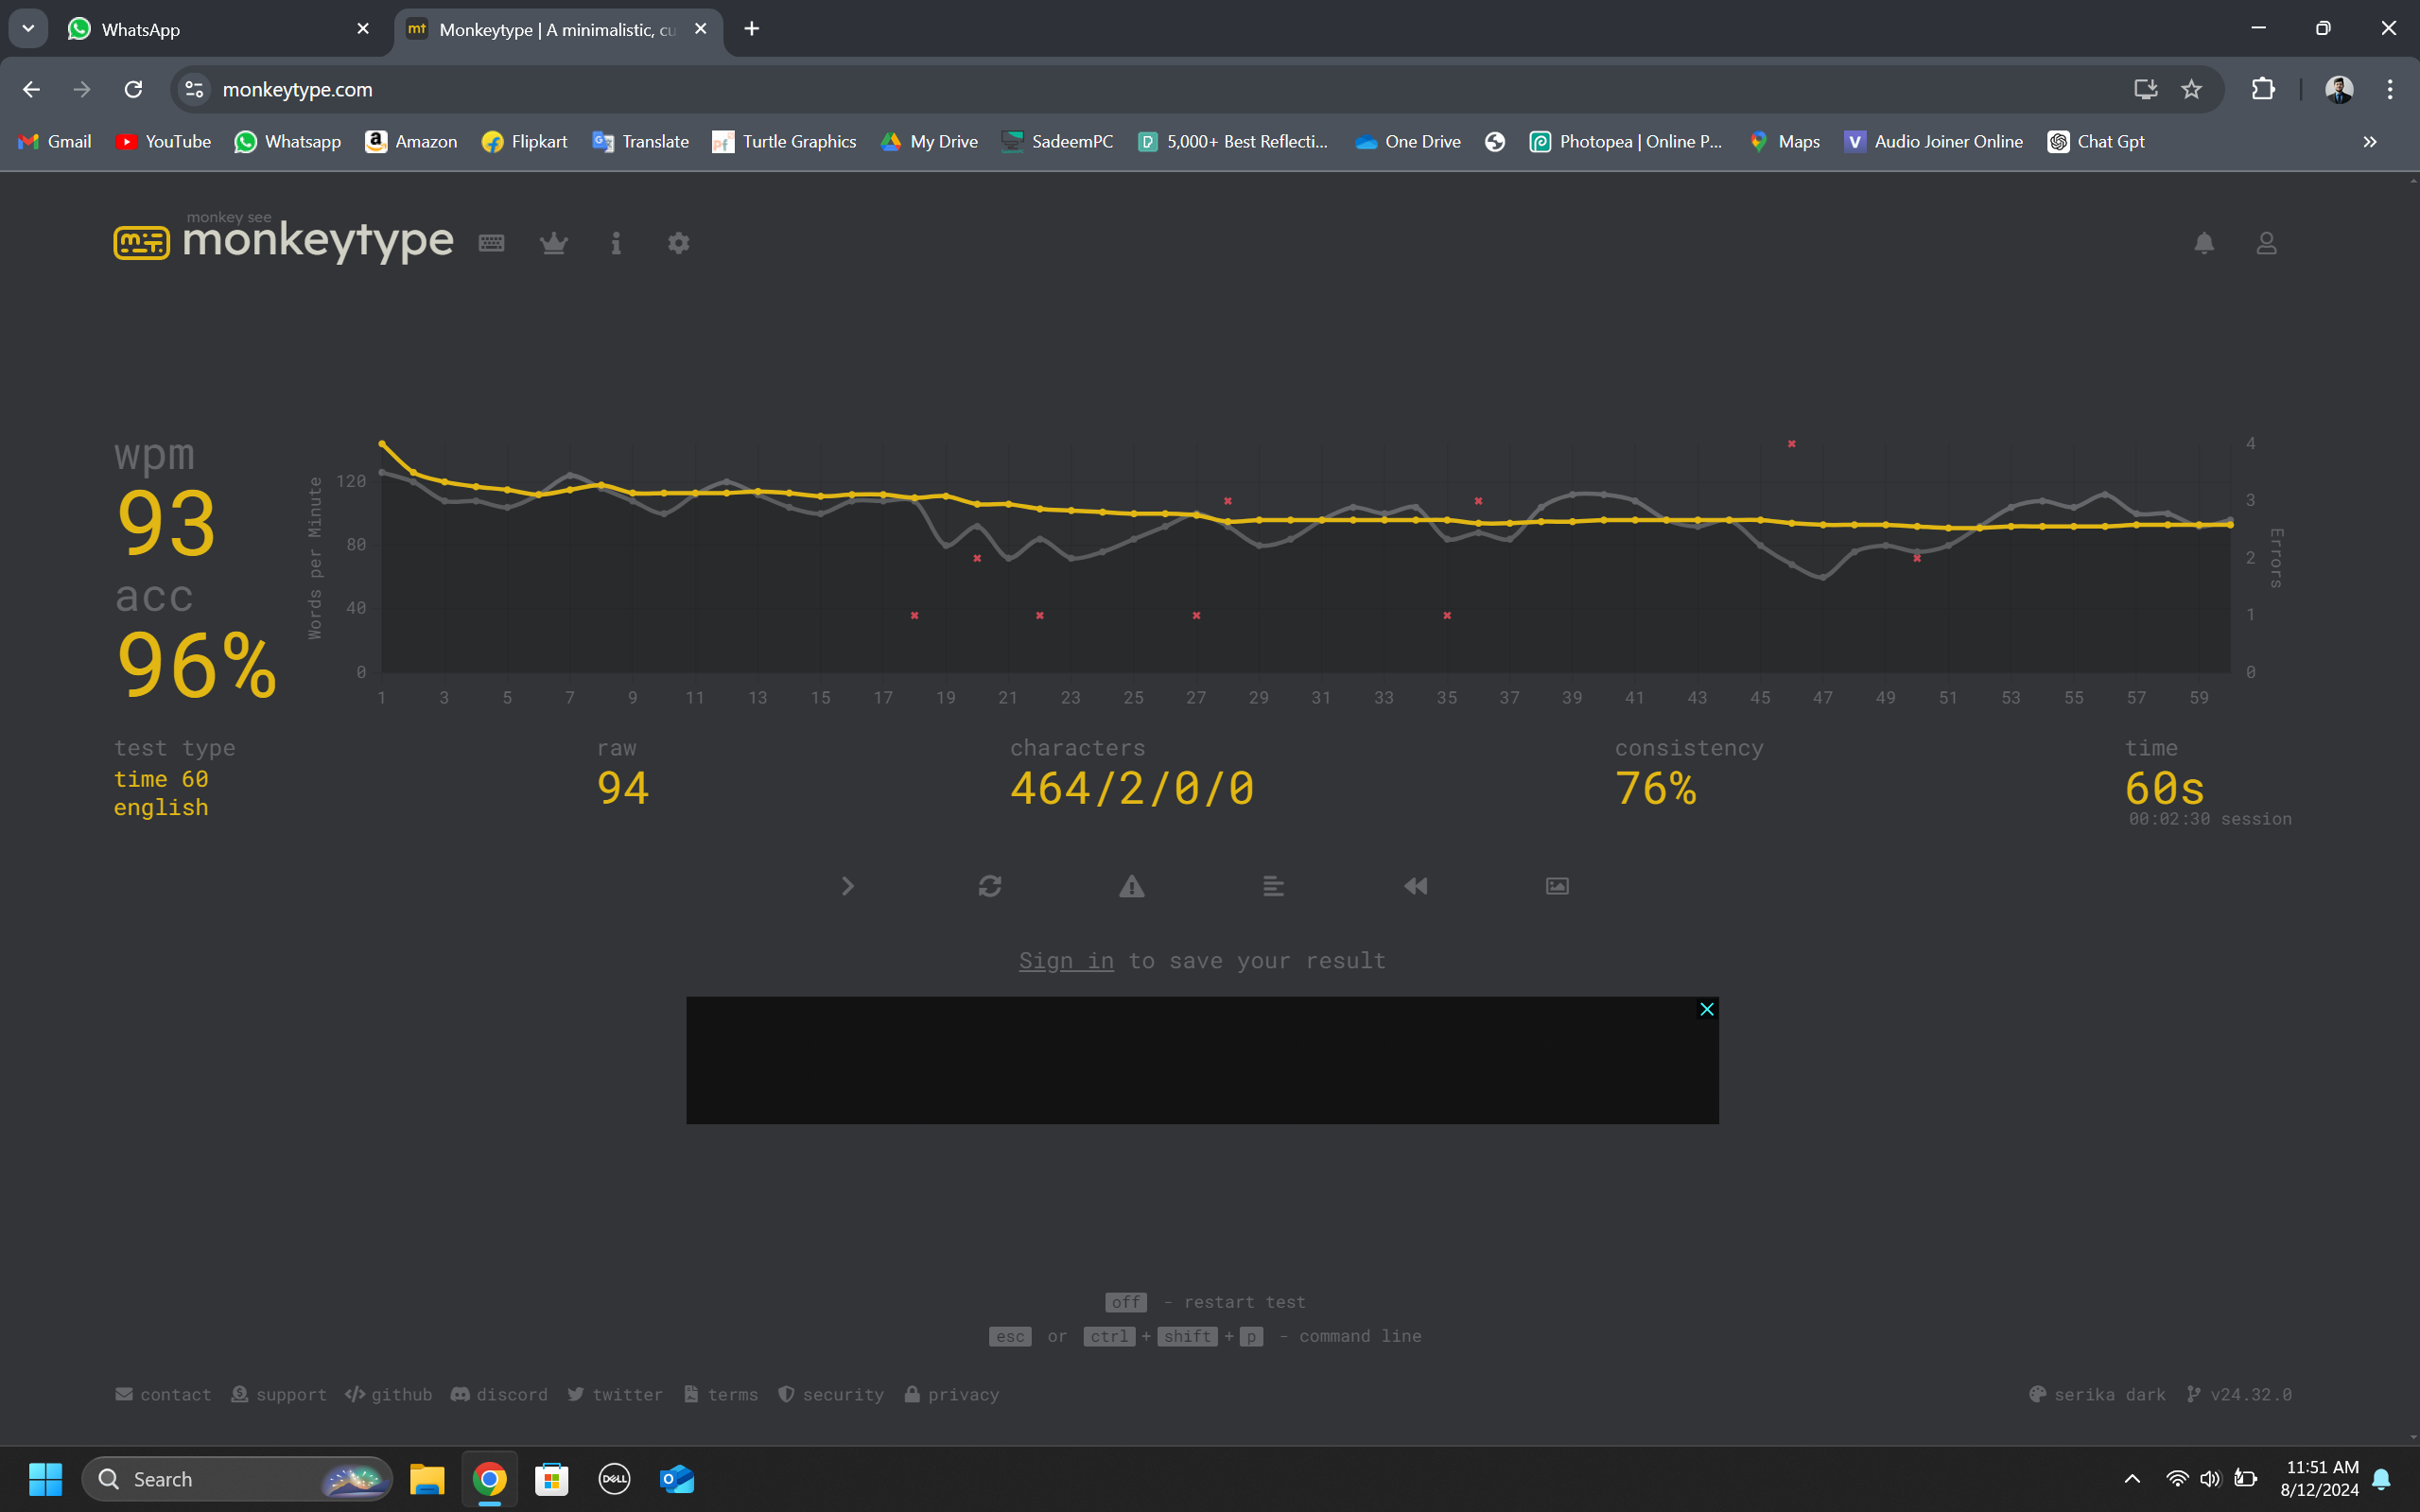 WhatsApp
mt Monkeytype | A minimalistic, cu
monkeytype.com
Gmail YouTube Whatsapp Amazon Flipkart Translate Turtle Graphics My Drive SadeemPC 5,000+ Best Reflecti... One Drive Photopea | Online P... Maps Audio Joiner Online Chat Gpt
monkey see
monkeytype
wpm
93
acc
96%
Words per Minute
120
80
40
0
4
3
2
1
0
Errors
1 3 5 7 9 11 13 15 17 19 21 23 25 27 29 31 33 35 37 39 41 43 45 47 49 51 53 55 57 59
test type
time 60
english
raw
94
characters
464/2/0/0
consistency
76%
time
60s
00:02:30 session
Sign in to save your result
off - restart test
esc or ctrl + shift + p - command line
contact support github discord twitter terms security privacy serika dark v24.32.0
Search
DELL
11:51 AM
8/12/2024